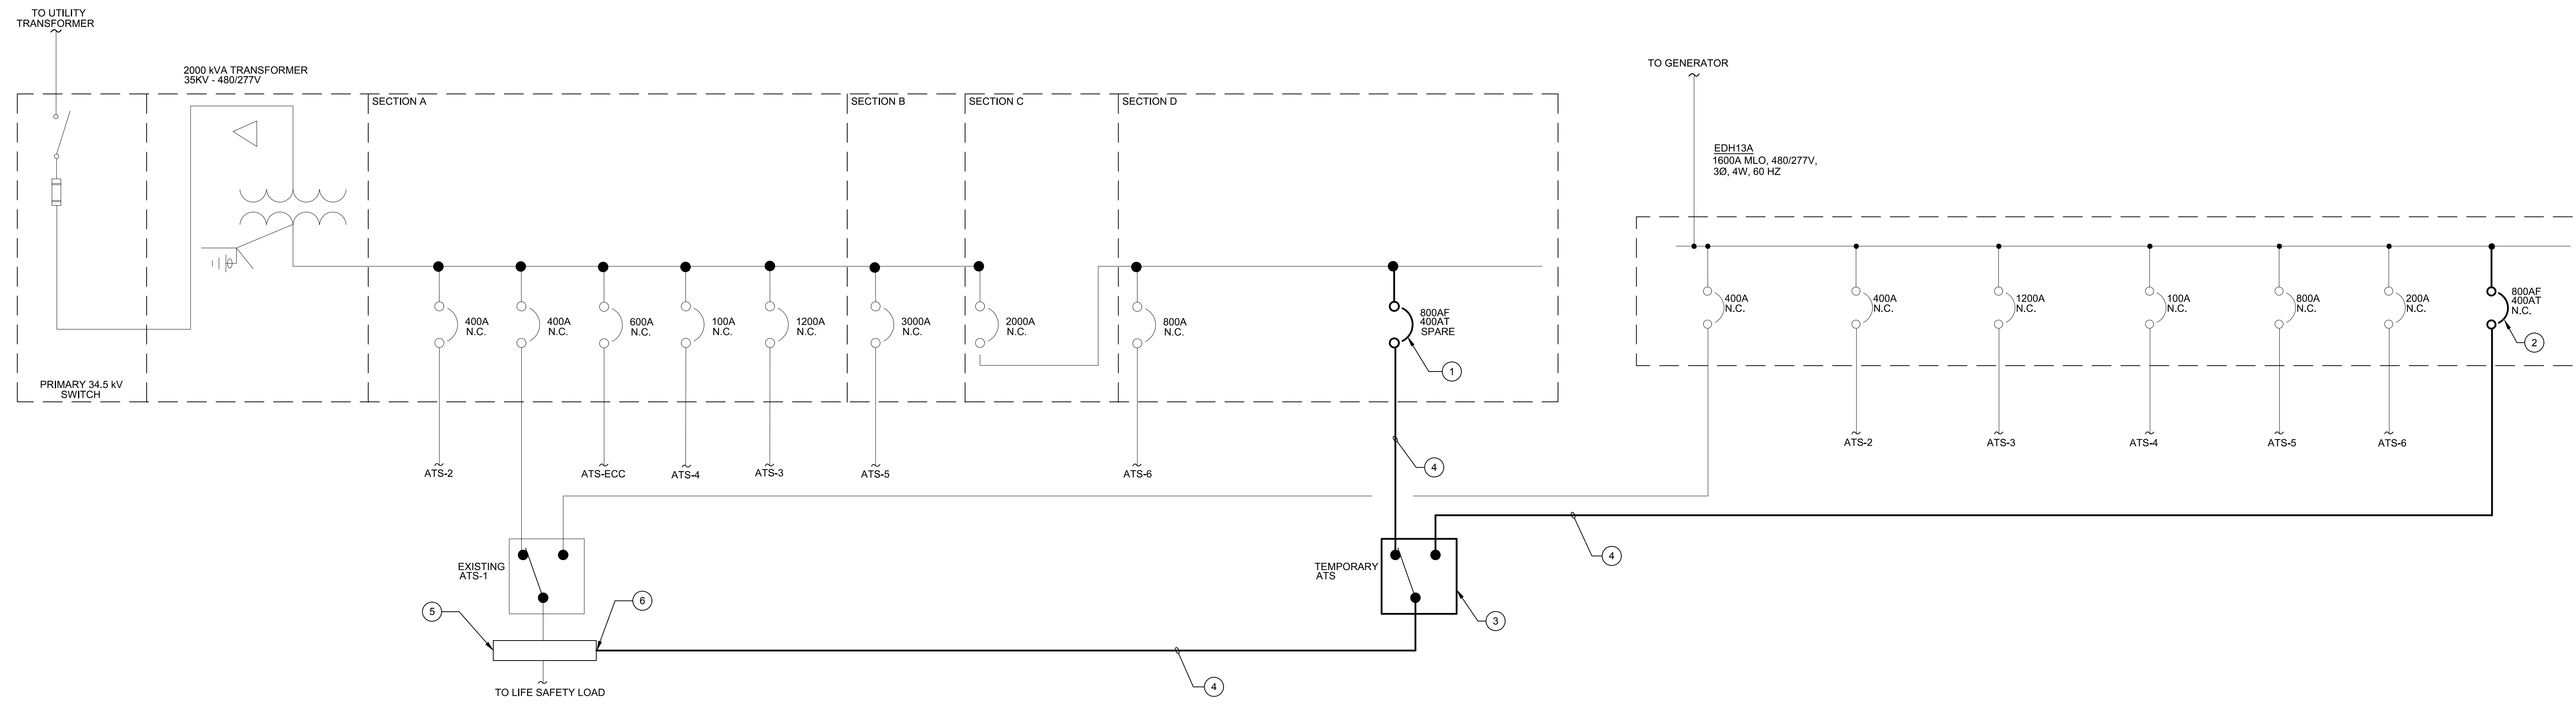 TO UTILITY
TRANSFORMER
2000 kVA TRANSFORMER
35KV - 480/277V
PRIMARY 34.5 kV
SWITCH
SECTION A
SECTION B
SECTION C
SECTION D
400A
N.C.
400A
N.C.
600A
N.C.
100A
N.C.
1200A
N.C.
3000A
N.C.
2000A
N.C.
800A
N.C.
800AF
400AT
SPARE
1
4
ATS-2
ATS-ECC
ATS-4
ATS-3
ATS-5
ATS-6
TO GENERATOR
EDH13A
1600A MLO, 480/277V,
3Ø, 4W, 60 HZ
400A
N.C.
400A
N.C.
1200A
N.C.
100A
N.C.
800A
N.C.
200A
N.C.
800AF
400AT
N.C.
2
ATS-2
ATS-3
ATS-4
ATS-5
ATS-6
EXISTING
ATS-1
5
6
TO LIFE SAFETY LOAD
TEMPORARY
ATS
3
4
4